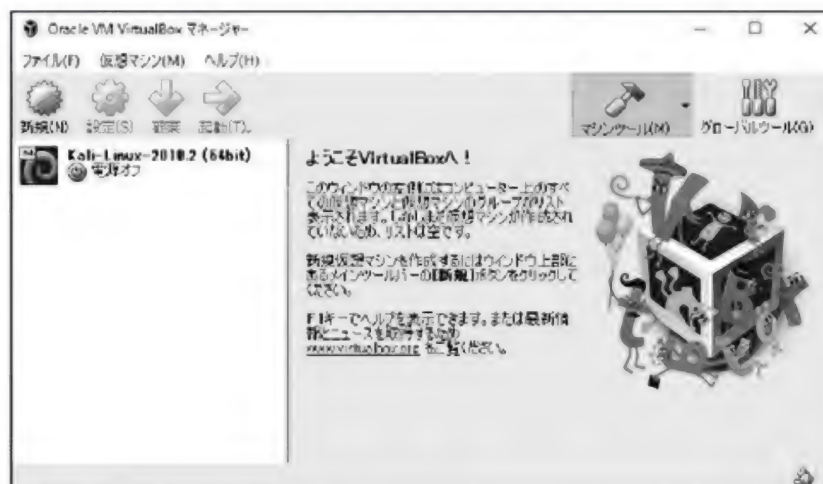 Oracle VM VirtualBox マネージャー
ファイル(F) 仮想マシン(M) ヘルプ(H)
新規(N) 設定(S) 破棄 起動(T)
マシンツール(M) グローバルツール(G)
Kali-Linux-2018.2 (64bit)
電源オフ
ようこそVirtualBoxへ！
このウィンドウの左側にはコンピューター上のすべ
ての仮想マシンと仮想マシンのグループがリスト
表示されます。しかしまだ仮想マシンが作成され
ていないため、リストは空です。
新規仮想マシンを作成するにはウィンドウ上部に
あるメインツールバーの[新規]ボタンをクリックして
ください。
F1キーでヘルプを表示できます。または最新情
報とニュースを取得するため
www.virtualbox.org をご覧ください。